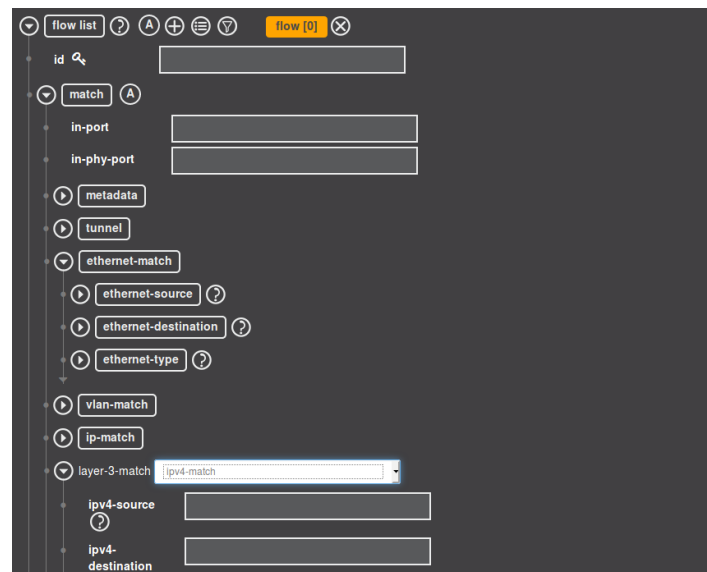 flow list ? A flow [0]
id
match A
in-port
in-phy-port
metadata
tunnel
ethernet-match
ethernet-source ?
ethernet-destination ?
ethernet-type ?
vlan-match
ip-match
layer-3-match ipv4-match
ipv4-source
?
ipv4-
destination